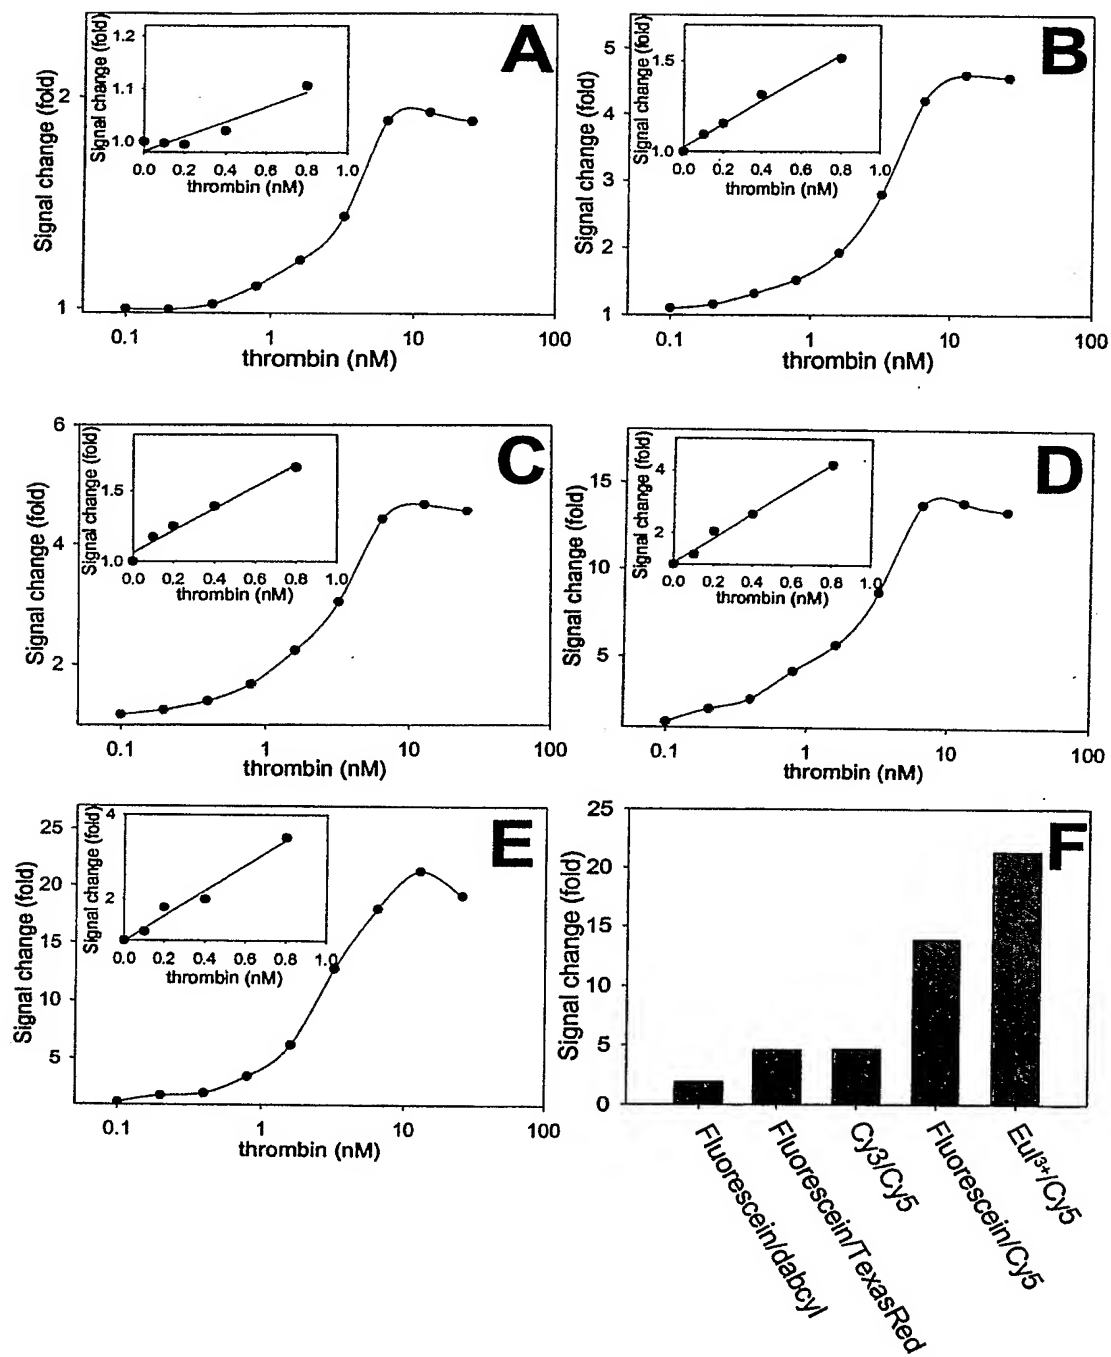 A
Signal change (fold)
2
1
0.1 1 10 100
thrombin (nM)
Signal change (fold)
1.2
1.1
1.0
0.0 0.2 0.4 0.6 0.8 1.0
thrombin (nM)
B
Signal change (fold)
5
4
3
2
1
0.1 1 10 100
thrombin (nM)
Signal change (fold)
1.5
1.0
0.0 0.2 0.4 0.6 0.8 1.0
thrombin (nM)
C
Signal change (fold)
6
4
2
0.1 1 10 100
thrombin (nM)
Signal change (fold)
1.5
1.0
0.0 0.2 0.4 0.6 0.8 1.0
thrombin (nM)
D
Signal change (fold)
15
10
5
0.1 1 10 100
thrombin (nM)
Signal change (fold)
4
2
0.0 0.2 0.4 0.6 0.8 1.0
thrombin (nM)
E
Signal change (fold)
25
20
15
10
5
0.1 1 10 100
thrombin (nM)
Signal change (fold)
4
2
0.0 0.2 0.4 0.6 0.8 1.0
thrombin (nM)
F
Signal change (fold)
25
20
15
10
5
0
Fluorescein/dabcyl
Fluorescein/TexasRed
Cy3/Cy5
Fluorescein/Cy5
EuI³⁺/Cy5